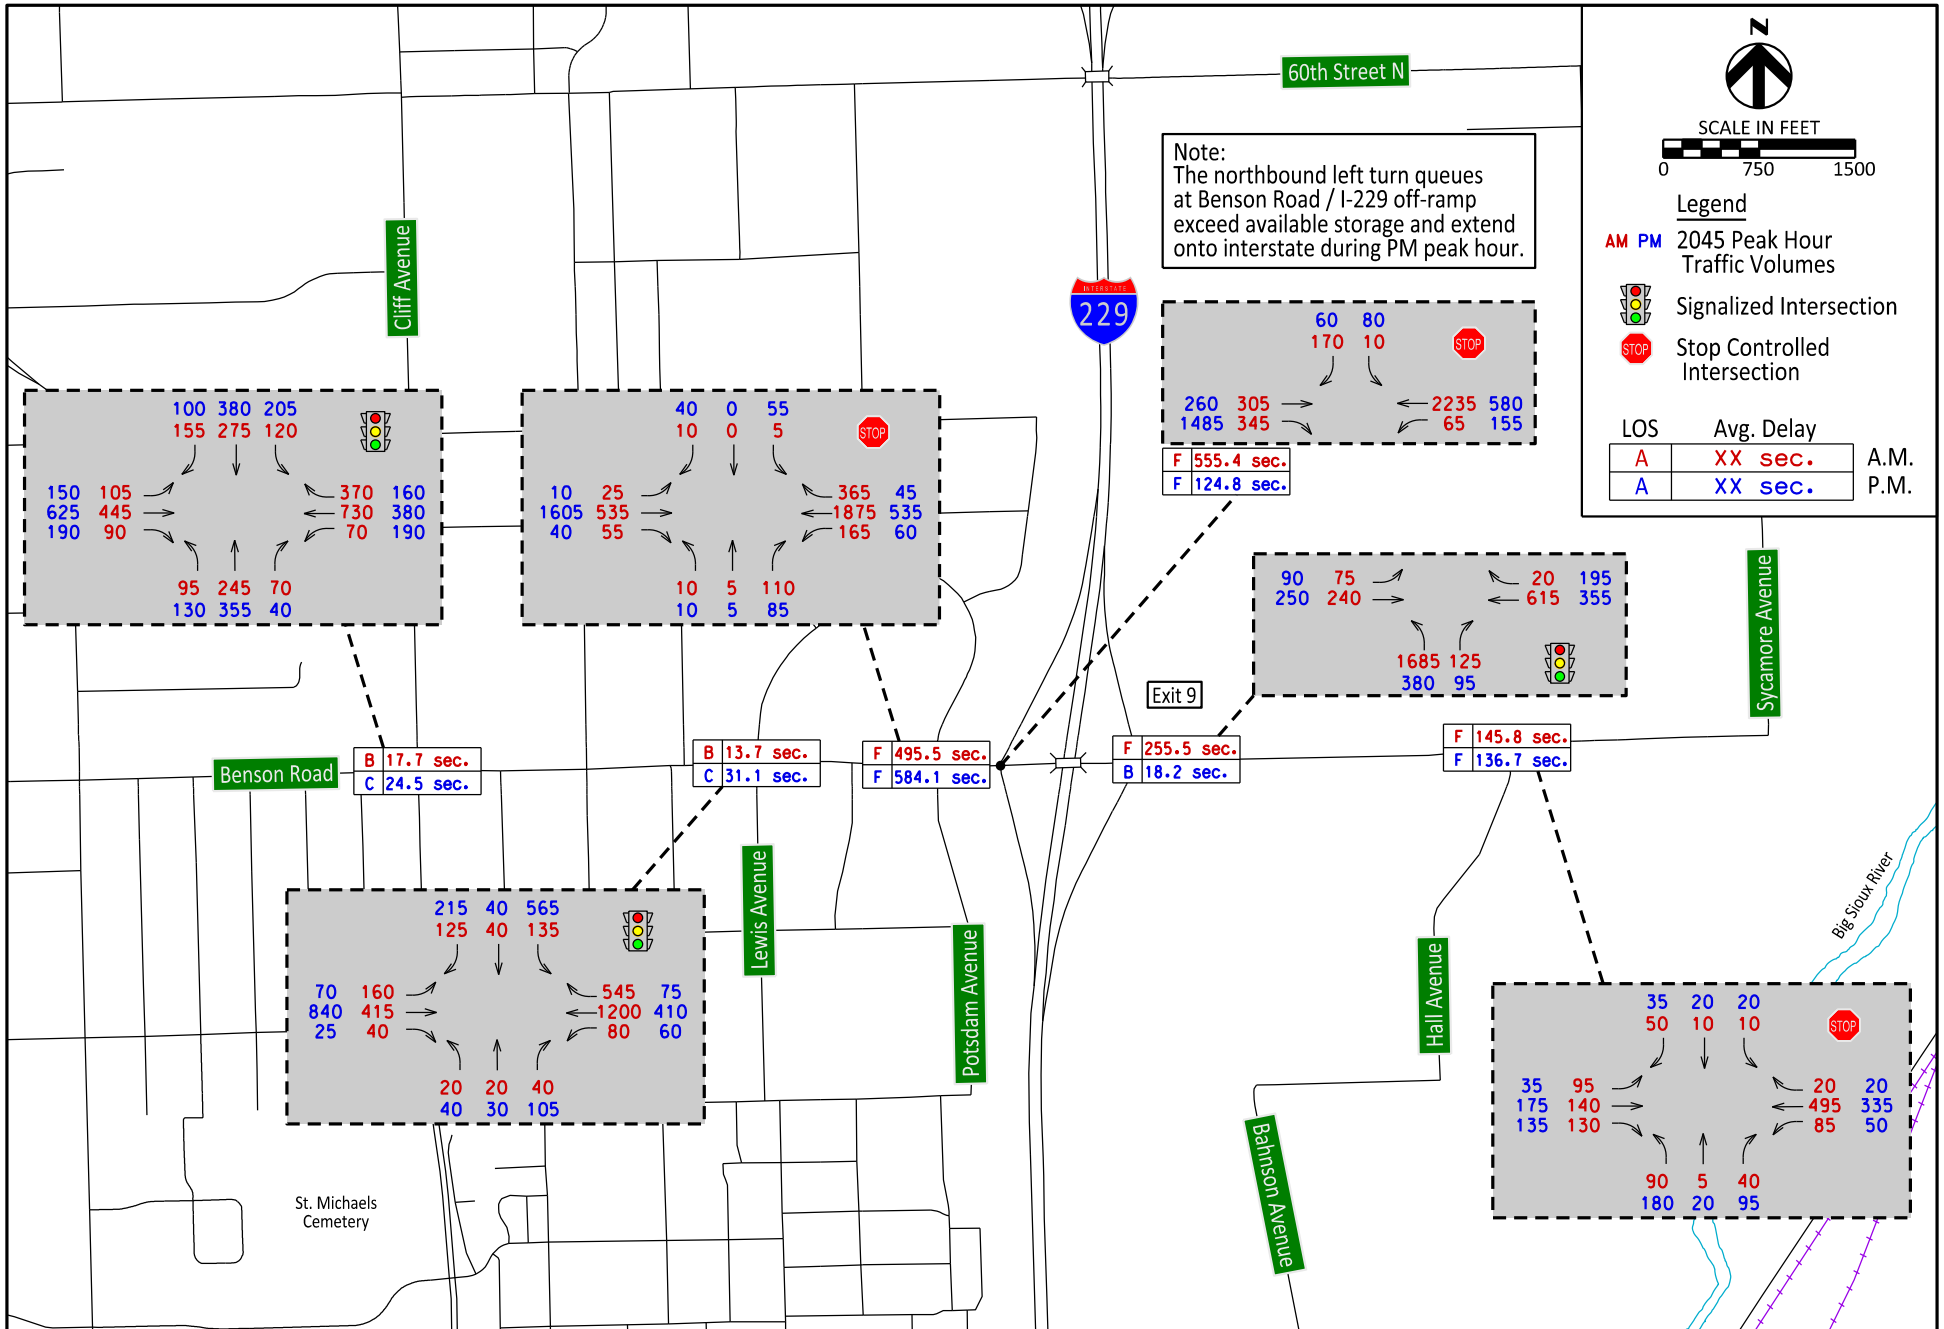 60th Street N
N
SCALE IN FEET
0 750 1500
Legend
AM PM 2045 Peak Hour
Traffic Volumes
Signalized Intersection
STOP Stop Controlled
Intersection
LOS Avg. Delay
A XX sec. A.M.
A XX sec. P.M.
Note:
The northbound left turn queues
at Benson Road / I-229 off-ramp
exceed available storage and extend
onto interstate during PM peak hour.
Cliff Avenue
INTERSTATE
229
60 80
170 10
STOP
260 305 2235 580
1485 345 65 155
F 555.4 sec.
F 124.8 sec.
100 380 205
155 275 120
150 105 370 160
625 445 730 380
190 90 70 190
95 245 70
130 355 40
40 0 55
10 0 5
STOP
10 25 365 45
1605 535 1875 535
40 55 165 60
10 5 110
10 5 85
90 75 20 195
250 240 615 355
1685 125
380 95
Sycamore Avenue
Exit 9
Benson Road
B 17.7 sec.
C 24.5 sec.
B 13.7 sec.
C 31.1 sec.
F 495.5 sec.
F 584.1 sec.
F 255.5 sec.
B 18.2 sec.
F 145.8 sec.
F 136.7 sec.
Lewis Avenue
Potsdam Avenue
Hall Avenue
Big Sioux River
215 40 565
125 40 135
70 160 545 75
840 415 1200 410
25 40 80 60
20 20 40
40 30 105
35 20 20
50 10 10
STOP
35 95 20 20
175 140 495 335
135 130 85 50
90 5 40
180 20 95
Bahnson Avenue
St. Michaels
Cemetery